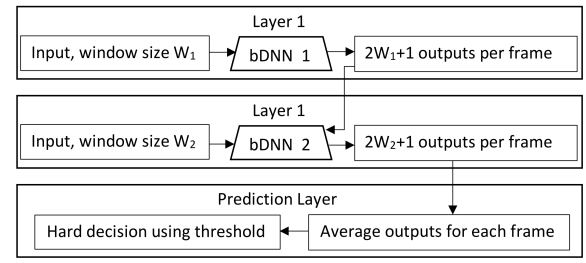 Layer 1
Input, window size W₁
bDNN 1
2W₁+1 outputs per frame
Layer 1
Input, window size W₂
bDNN 2
2W₂+1 outputs per frame
Prediction Layer
Hard decision using threshold
Average outputs for each frame